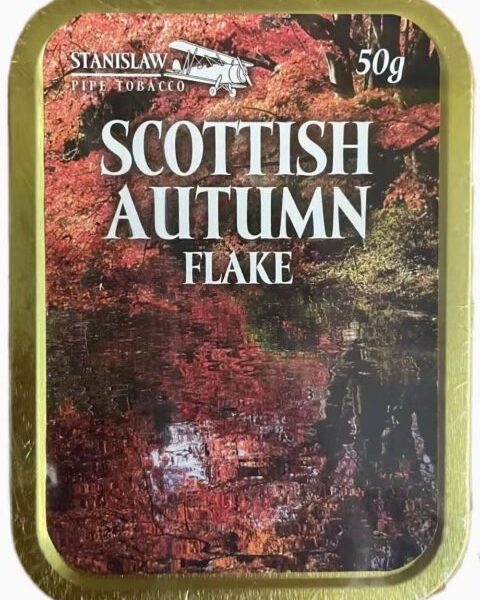 STANISLAW
PIPE TOBACCO
50g
SCOTTISH
AUTUMN
FLAKE